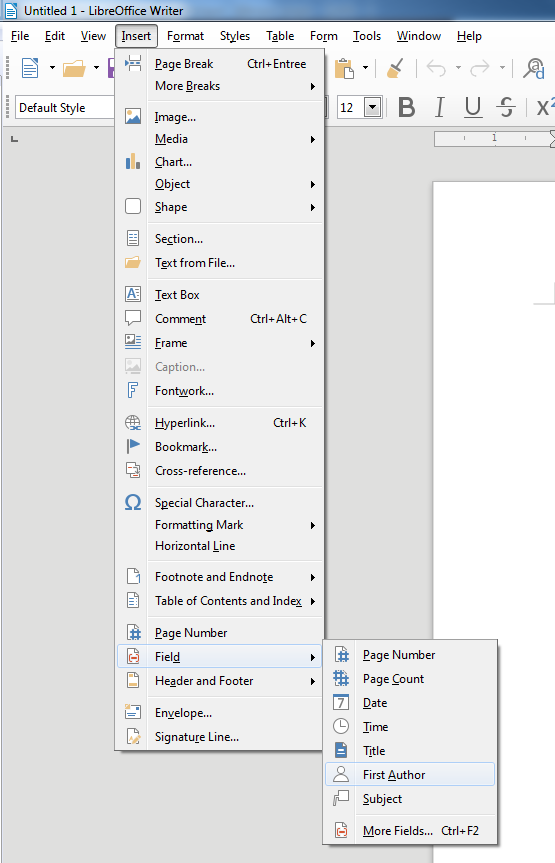 Untitled 1 - LibreOffice Writer
File Edit View Insert Format Styles Table Form Tools Window Help
Default Style 12 B I U S X2
1
Page Break Ctrl+Entree
More Breaks
Image...
Media
Chart...
Object
Shape
Section...
Text from File...
Text Box
Comment Ctrl+Alt+C
Frame
Caption...
Fontwork...
Hyperlink... Ctrl+K
Bookmark...
Cross-reference...
Special Character...
Formatting Mark
Horizontal Line
Footnote and Endnote
Table of Contents and Index
Page Number
Field
Header and Footer
Envelope...
Signature Line...
Page Number
Page Count
7 Date
Time
Title
First Author
Subject
More Fields... Ctrl+F2